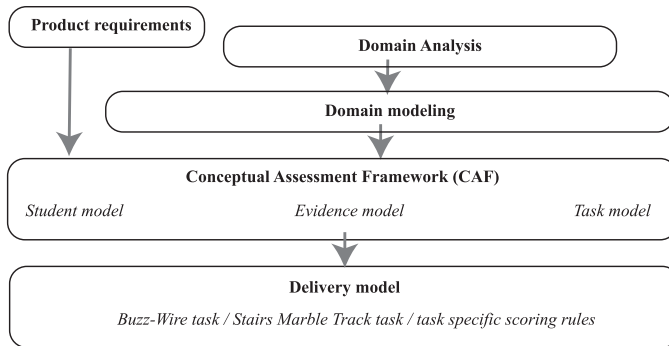 Product requirements
Domain Analysis
Domain modeling
Conceptual Assessment Framework (CAF)
Student model Evidence model Task model
Delivery model
Buzz-Wire task / Stairs Marble Track task / task specific scoring rules